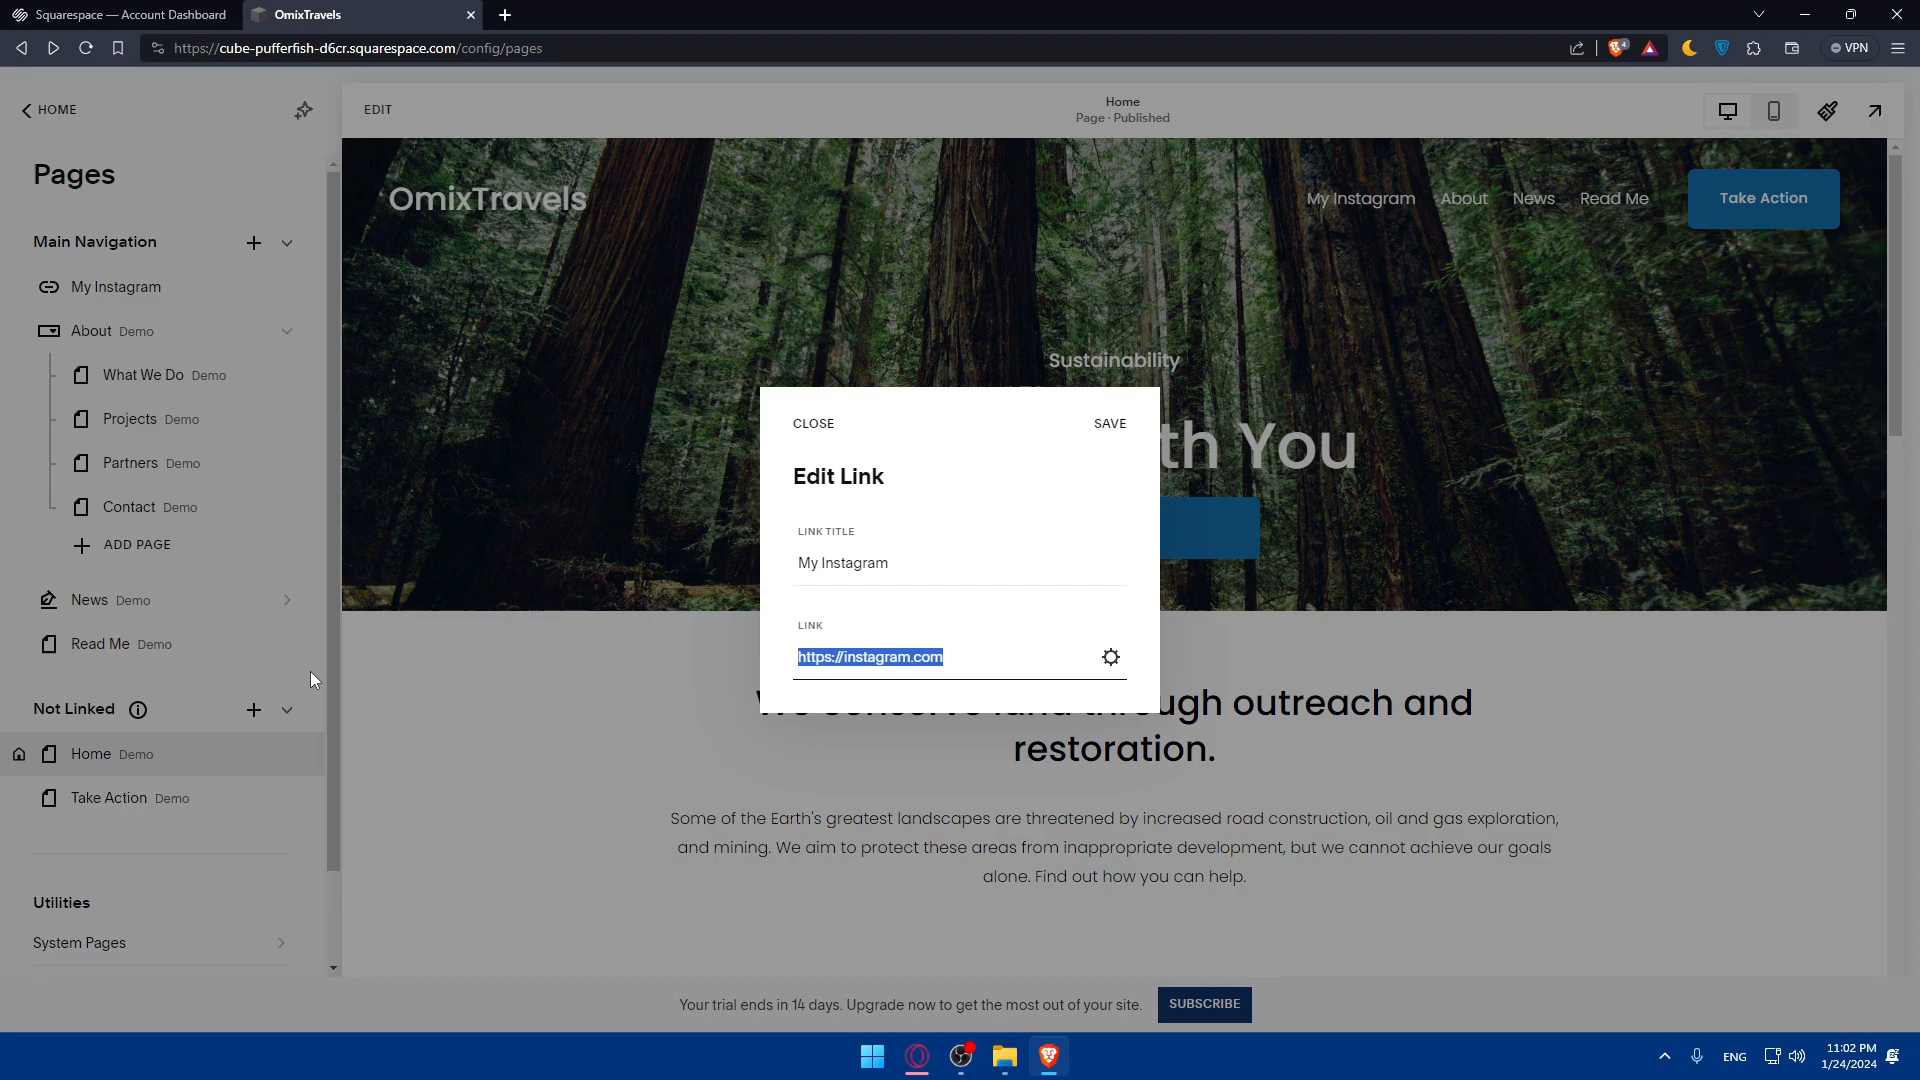 Squarespace — Account Dashboard
OmixTravels
https://cube-pufferfish-d6cr.squarespace.com/config/pages
4
VPN
HOME
Pages
Main Navigation
My Instagram
About Demo
What We Do Demo
Projects Demo
Partners Demo
Contact Demo
ADD PAGE
News Demo
Read Me Demo
Not Linked
Home Demo
Take Action Demo
Utilities
System Pages
EDIT
Home
Page · Published
OmixTravels
My Instagram
About
News
Read Me
Take Action
Sustainability
th You
CLOSE
SAVE
Edit Link
LINK TITLE
My Instagram
LINK
https://instagram.com
through outreach and
restoration.
Some of the Earth's greatest landscapes are threatened by increased road construction, oil and gas exploration,
and mining. We aim to protect these areas from inappropriate development, but we cannot achieve our goals
alone. Find out how you can help.
Your trial ends in 14 days. Upgrade now to get the most out of your site.
SUBSCRIBE
ENG
11:02 PM
1/24/2024